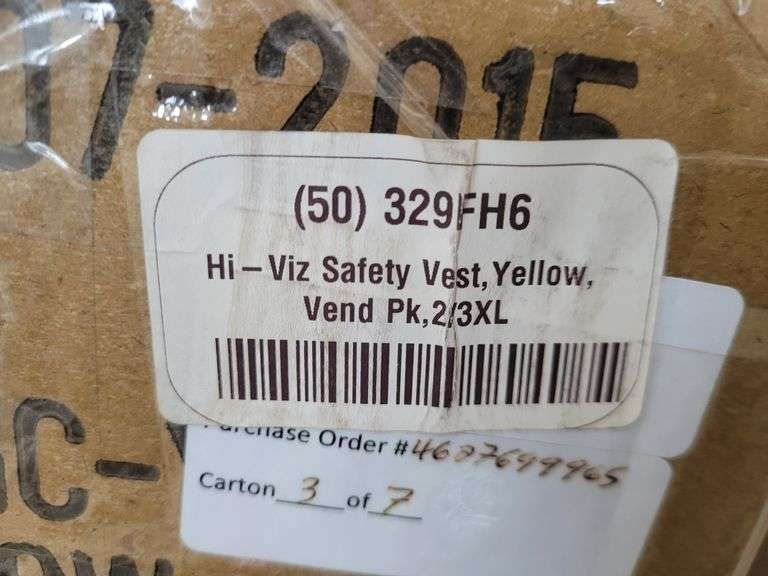 07-2015
(50) 329FH6
Hi-Viz Safety Vest, Yellow,
Vend Pk, 2/3XL
Purchase Order # 4687699965
Carton 3 of 7